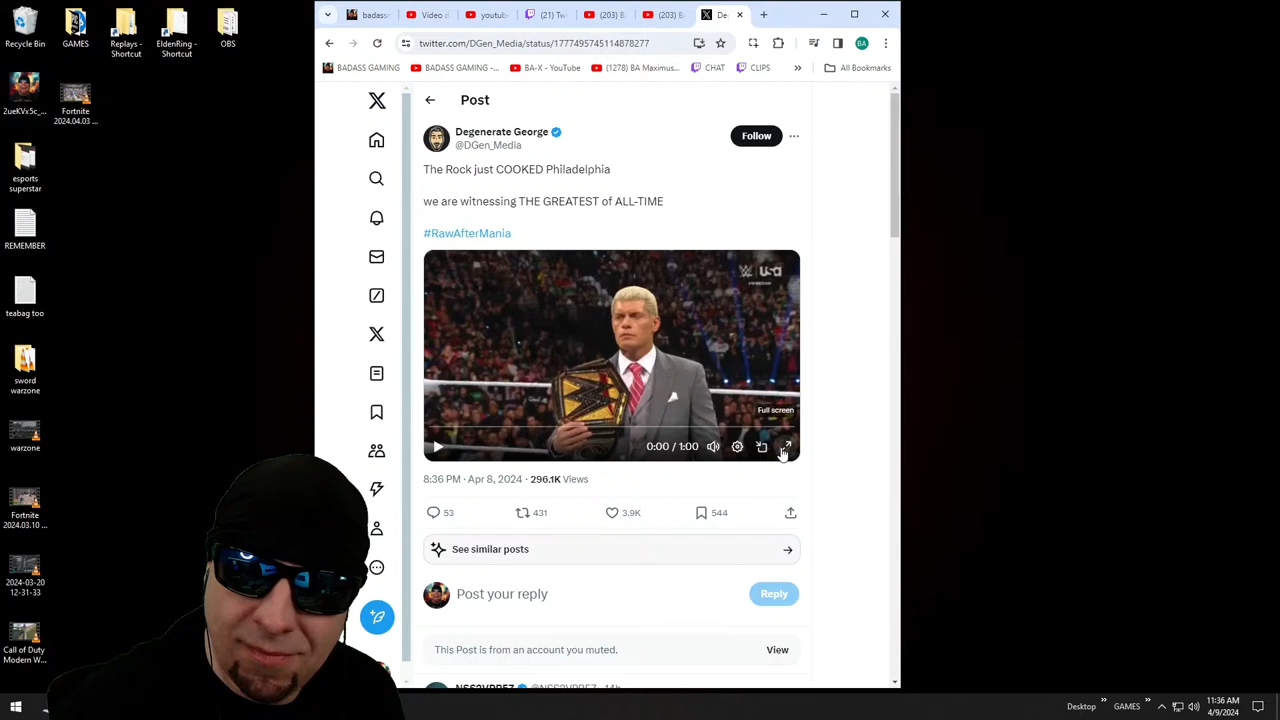 Recycle Bin
GAMES
Replays - Shortcut
EldenRing - Shortcut
OBS
2ueKVx5c_...
Fortnite 2024.04.03 ...
esports superstar
REMEMBER
teabag too
sword warzone
warzone
Fortnite 2024.03.10 ...
2024-03-20 12-31-33
Call of Duty Modern W...
badass
Video d
youtub
(21) Tw
(203) B
(203) B
De
twitter.com/DGen_Media/status/1777495745114878277
BA
BADASS GAMING
BADASS GAMING -...
BA-X - YouTube
(1278) BA Maximus...
CHAT
CLIPS
»
All Bookmarks
Post
Degenerate George
@DGen_Media
Follow
The Rock just COOKED Philadelphia
we are witnessing THE GREATEST of ALL-TIME
#RawAfterMania
W usa
Full screen
0:00 / 1:00
8:36 PM · Apr 8, 2024 · 296.1K Views
53
431
3.9K
544
See similar posts
Post your reply
Reply
This Post is from an account you muted.
View
Desktop
GAMES
11:36 AM
4/9/2024